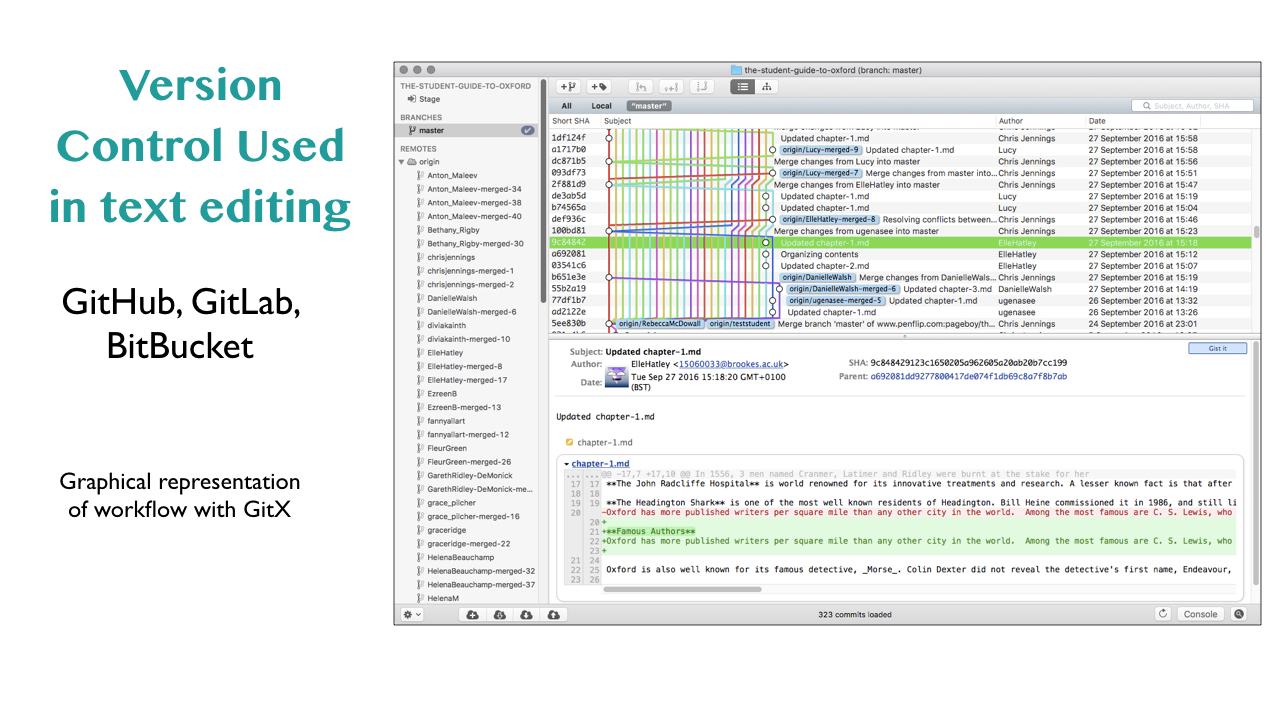 Version
Control Used
in text editing
GitHub, GitLab,
BitBucket
Graphical representation
of workflow with GitX
the-student-guide-to-oxford (branch: master)
THE-STUDENT-GUIDE-TO-OXFORD
Stage
BRANCHES
master
REMOTES
origin
Anton_Maleev
Anton_Maleev-merged-34
Anton_Maleev-merged-38
Anton_Maleev-merged-40
Bethany_Rigby
Bethany_Rigby-merged-30
chrisjennings
chrisjennings-merged-1
chrisjennings-merged-2
DanielleWalsh
DanielleWalsh-merged-6
diviakainth
diviakainth-merged-10
ElleHatley
ElleHatley-merged-8
ElleHatley-merged-17
EzreenB
EzreenB-merged-13
fannyallart
fannyallart-merged-12
FleurGreen
FleurGreen-merged-26
GarethRidley-DeMonick
GarethRidley-DeMonick-me...
grace_pilcher
grace_pilcher-merged-16
graceridge
graceridge-merged-22
HelenaBeauchamp
HelenaBeauchamp-merged-32
HelenaBeauchamp-merged-37
HelenaM
All Local "master" Subject, Author, SHA
Short SHA Subject Author Date
1df124f Updated chapter-1.md Chris Jennings 27 September 2016 at 15:58
a1717b0 origin/Lucy-merged-9 Updated chapter-1.md Lucy 27 September 2016 at 15:58
dc871b5 Merge changes from Lucy into master Chris Jennings 27 September 2016 at 15:56
093df73 origin/Lucy-merged-7 Merge changes from master into... Chris Jennings 27 September 2016 at 15:54
2f881d9 Merge changes from ElleHatley into master Chris Jennings 27 September 2016 at 15:47
de3ab5d Updated chapter-1.md Lucy 27 September 2016 at 15:19
b74565a Updated chapter-1.md Lucy 27 September 2016 at 15:04
def936c origin/ElleHatley-merged-8 Resolving conflicts between... Chris Jennings 27 September 2016 at 15:46
100bd81 Merge changes from ugenasee into master Chris Jennings 27 September 2016 at 15:23
9c84842 Updated chapter-1.md ElleHatley 27 September 2016 at 15:18
a692081 Organizing contents ElleHatley 27 September 2016 at 15:12
03541c6 Updated chapter-2.md ElleHatley 27 September 2016 at 15:07
b651e3e origin/DanielleWalsh Merge changes from DanielleWals... Chris Jennings 27 September 2016 at 14:31
55b2a19 origin/DanielleWalsh-merged-6 Updated chapter-3.md DanielleWalsh 27 September 2016 at 14:29
77df1b7 origin/ugenasee-merged-5 Updated chapter-1.md ugenasee 26 September 2016 at 13:32
ad2122e Updated chapter-1.md ugenasee 26 September 2016 at 13:32
5ee830b origin/RebeccaMcDowall origin/teststudent Merge branch 'master' of www.penflip.com:pageboy/th... Chris Jennings 24 September 2016 at 23:01
Gist it
Subject: Updated chapter-1.md
Author: ElleHatley <15060033@brookes.ac.uk>
Date: Tue Sep 27 2016 15:18:20 GMT+0100
(BST)
SHA: 9c848429123c1650205a962605a20ab20b7cc199
Parent: a692081dd9277800417de074f1db69c8a7f8b7ab
Updated chapter-1.md
chapter-1.md
chapter-1.md
... ... @@ -17,7 +17,10 @@ In 1556, 3 men named Cranmer, Latimer and Ridley were burnt at the stake for her
17 17 **The John Radcliffe Hospital** is world renowned for its innovative treatments and research. A lesser known fact is that after
18 18
19 19 **The Headington Shark** is one of the most well known residents of Headington. Bill Heine commissioned it in 1986, and still li
20 -Oxford has more published writers per square mile than any other city in the world. Among the most famous are C. S. Lewis, who
20 +
21 +**Famous Authors**
22 +Oxford has more published writers per square mile than any other city in the world. Among the most famous are C. S. Lewis, who
23 +
21 24
22 25 Oxford is also well known for its famous detective, _Morse_. Colin Dexter did not reveal the detective's first name, Endeavour,
23 26
323 commits loaded
Console